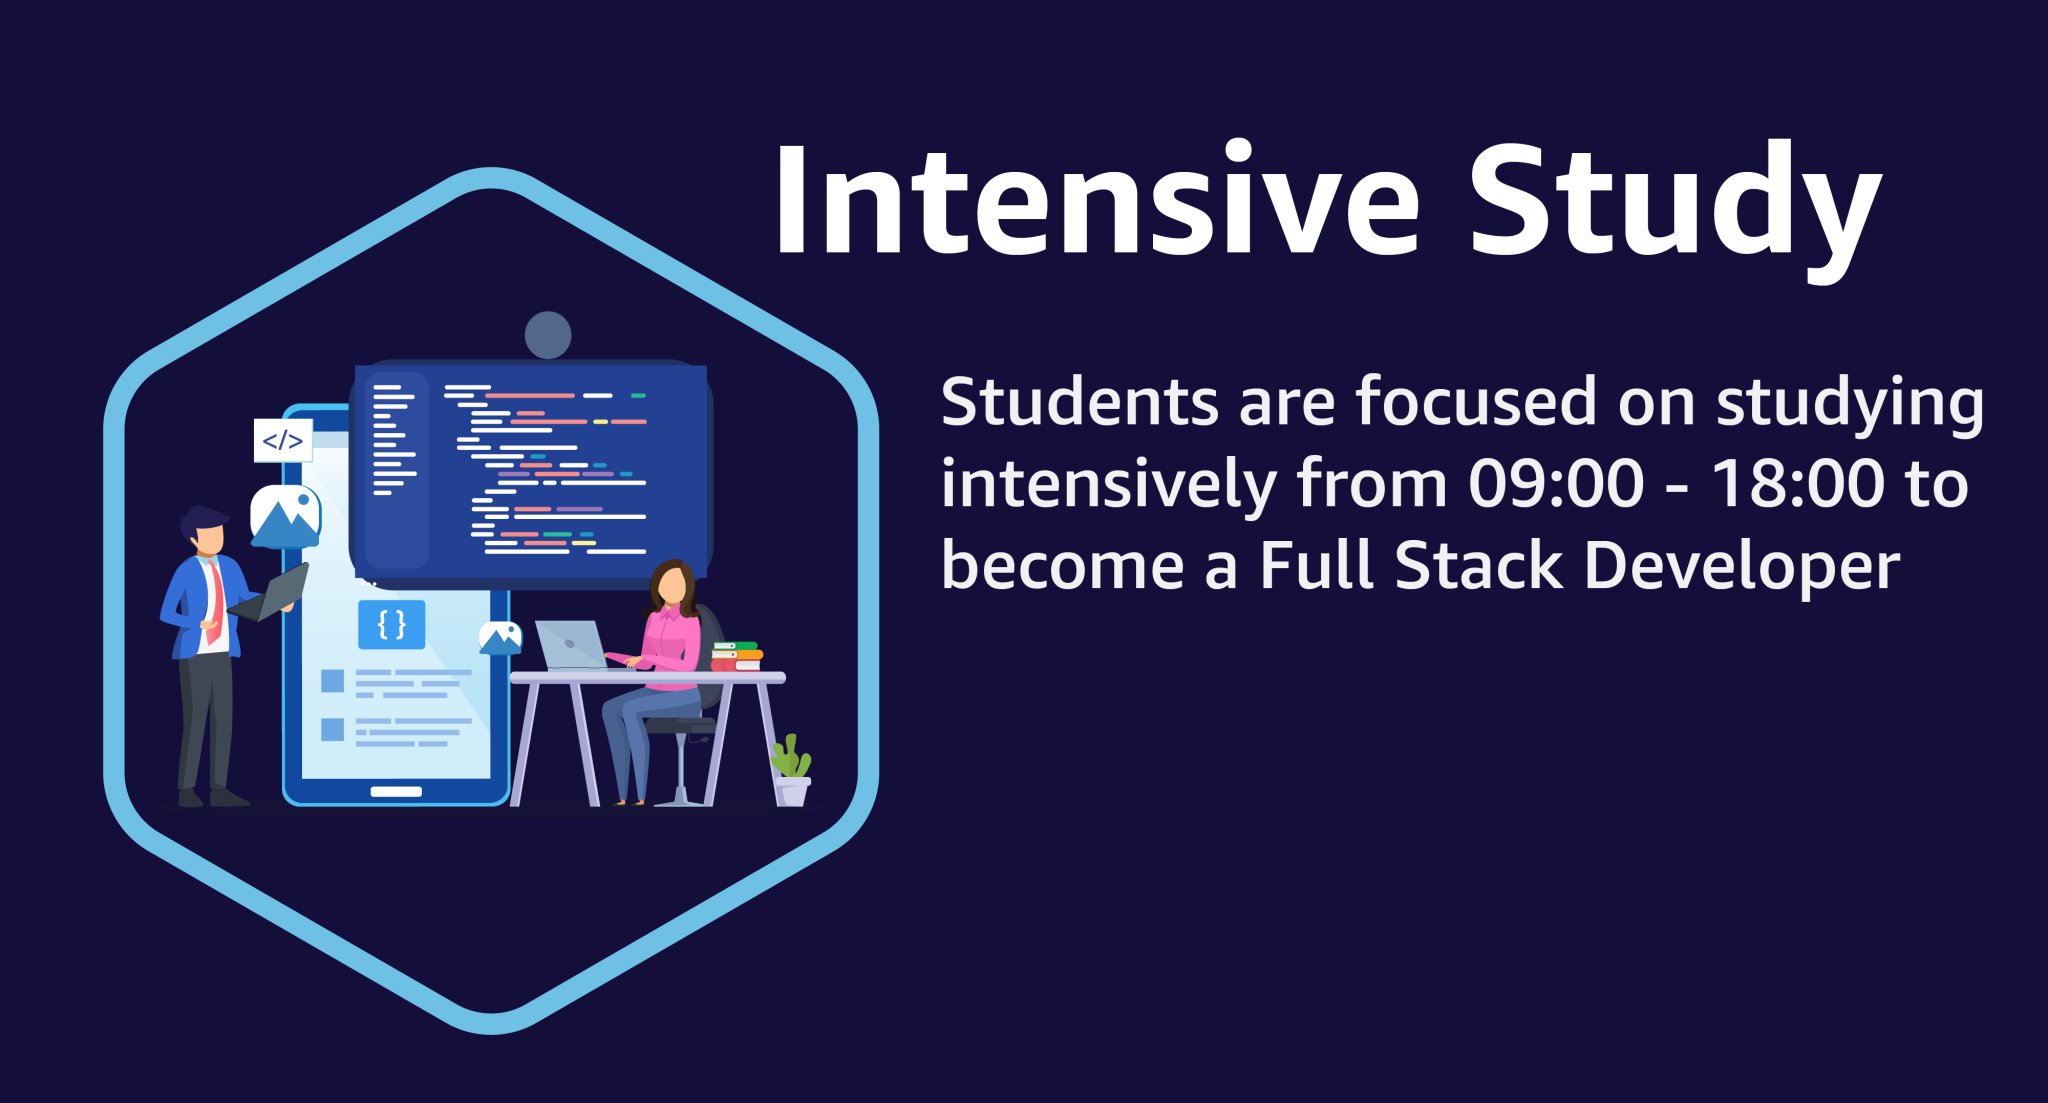 Intensive Study
Students are focused on studying
intensively from 09:00 - 18:00 to
become a Full Stack Developer
</>
{ }